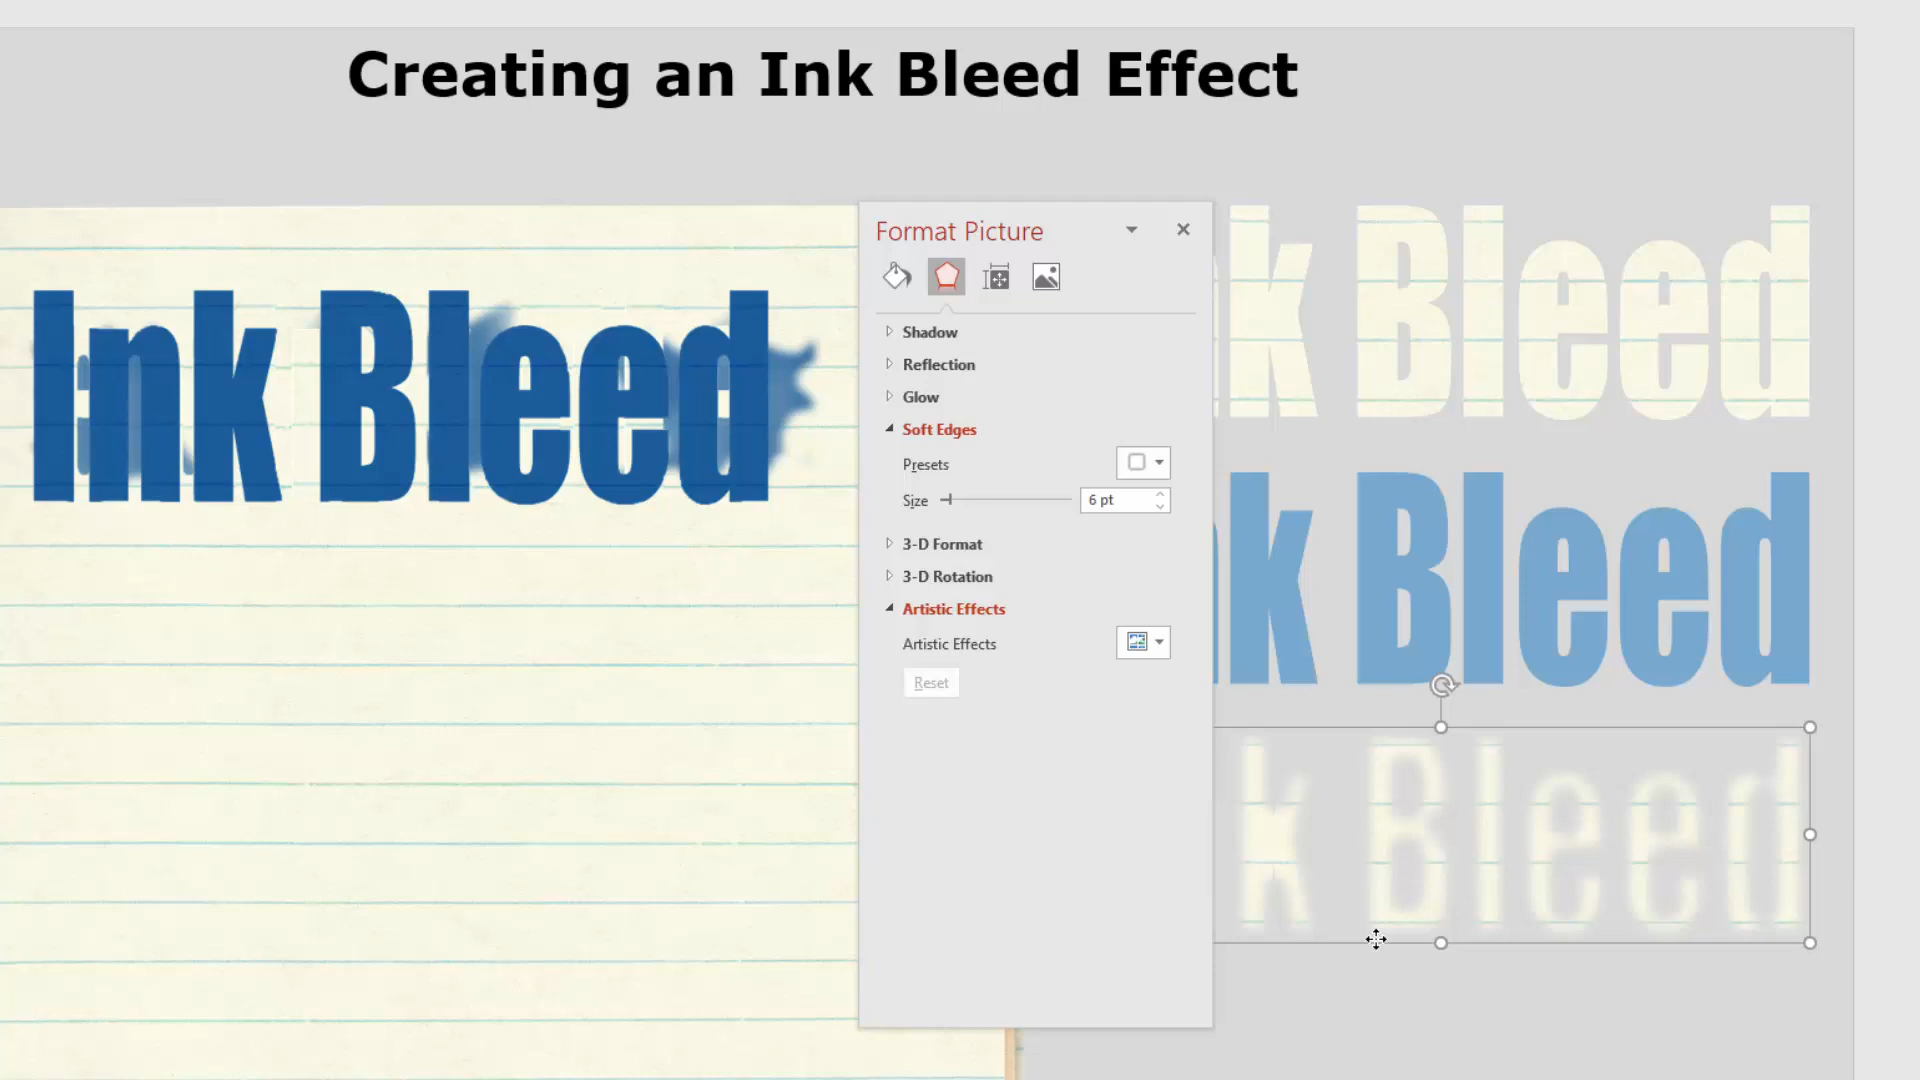 Creating an Ink Bleed Effect
Ink Bleed
Format Picture
Shadow
Reflection
Glow
Soft Edges
Presets
Size
6 pt
3-D Format
3-D Rotation
Artistic Effects
Artistic Effects
Reset
k Bleed
k Bleed
k Bleed